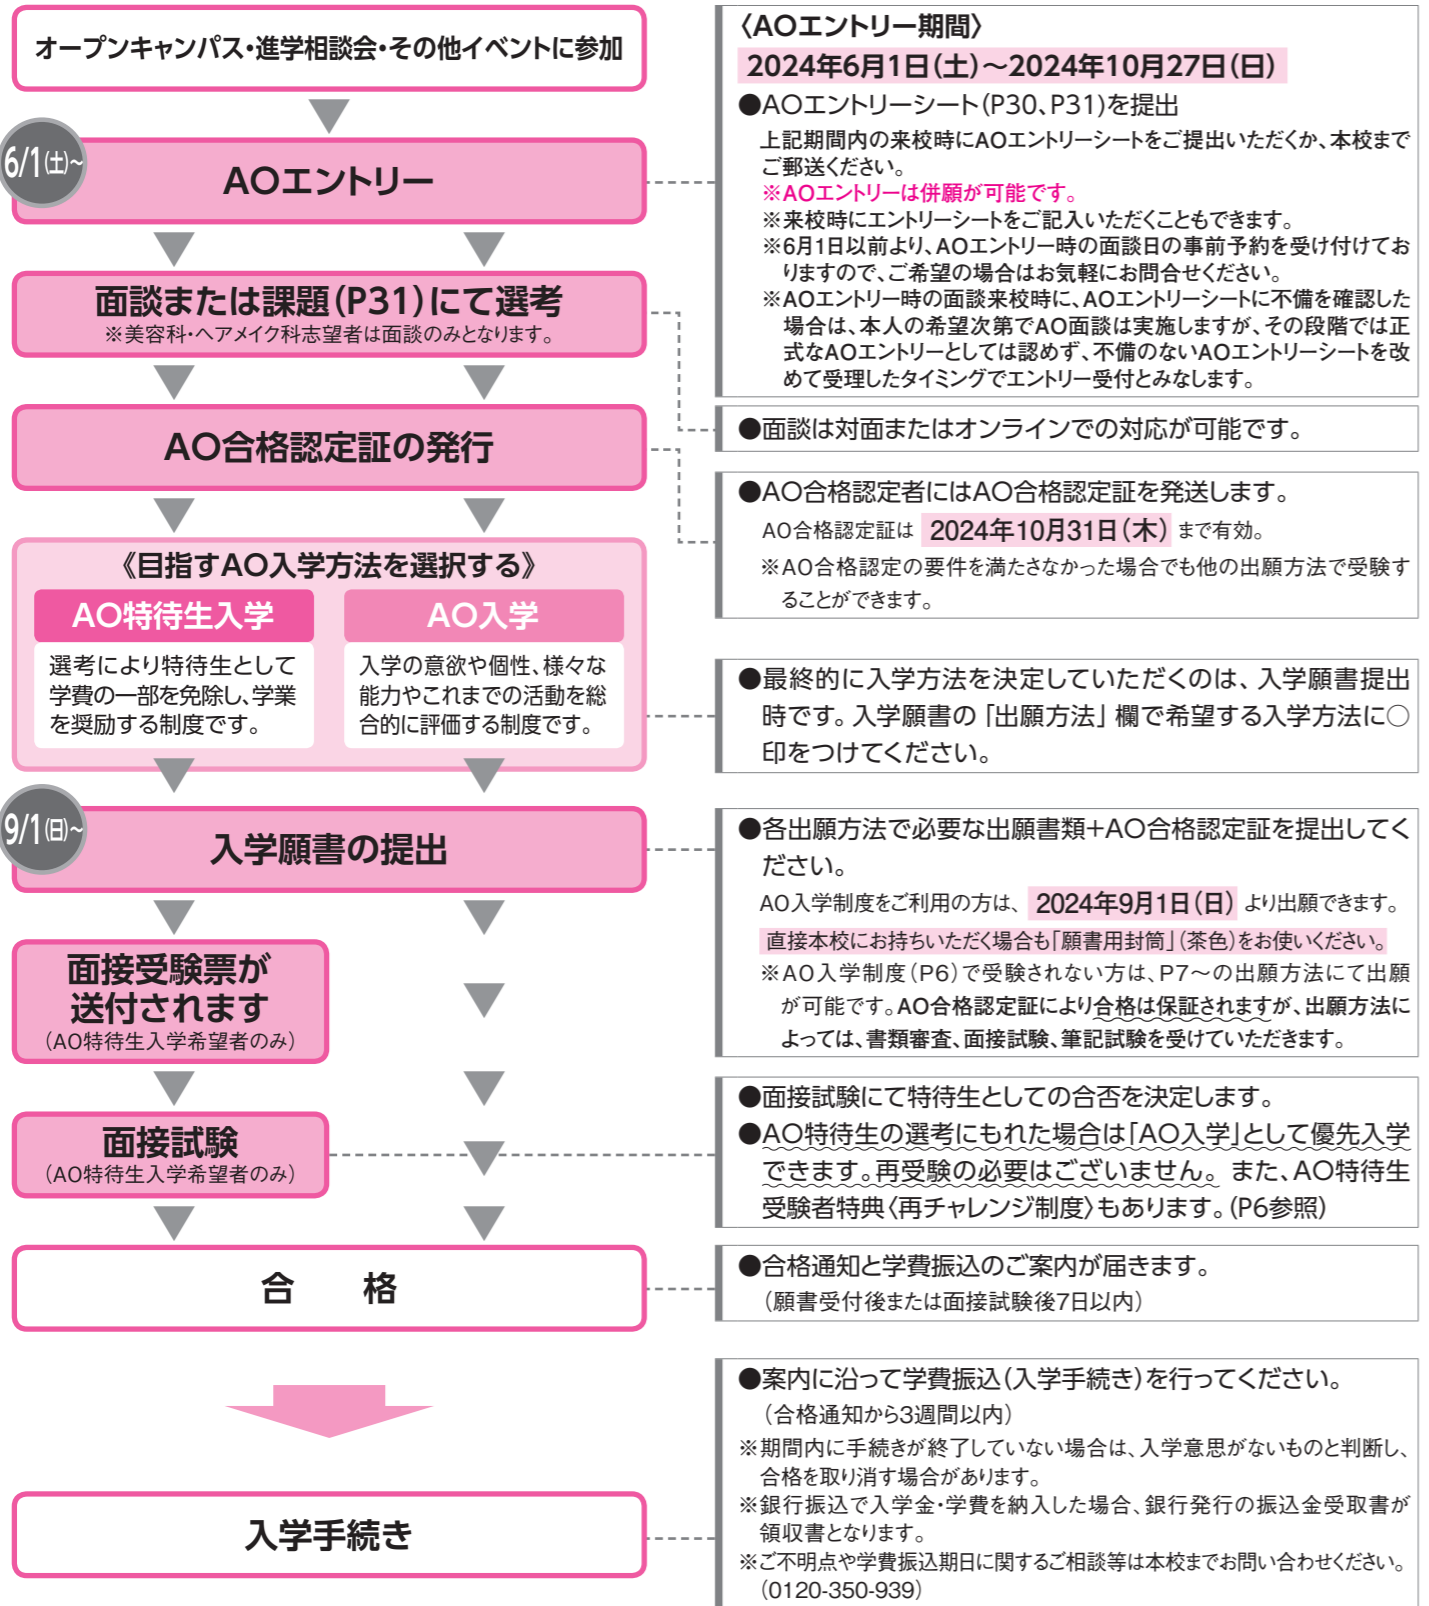 オープンキャンパス・進学相談会・その他イベントに参加
6/1(土)~
AOエントリー
面談または課題(P31)にて選考
※美容科・ヘアメイク科志望者は面談のみとなります。
AO合格認定証の発行
《目指すAO入学方法を選択する》
AO特待生入学
選考により特待生として
学費の一部を免除し、学業
を奨励する制度です。
AO入学
入学の意欲や個性、様々な
能力やこれまでの活動を総
合的に評価する制度です。
9/1(日)~
入学願書の提出
面接受験票が
送付されます
(AO特待生入学希望者のみ)
面接試験
(AO特待生入学希望者のみ)
合 格
入学手続き
〈AOエントリー期間〉
2024年6月1日(土)~2024年10月27日(日)
●AOエントリーシート(P30、P31)を提出
上記期間内の来校時にAOエントリーシートをご提出いただくか、本校まで
ご郵送ください。
※AOエントリーは併願が可能です。
※来校時にエントリーシートをご記入いただくこともできます。
※6月1日以前より、AOエントリー時の面談日の事前予約を受け付けてお
りますので、ご希望の場合はお気軽にお問合せください。
※AOエントリー時の面談来校時に、AOエントリーシートに不備を確認した
場合は、本人の希望次第でAO面談は実施しますが、その段階では正
式なAOエントリーとしては認めず、不備のないAOエントリーシートを改
めて受理したタイミングでエントリー受付とみなします。
●面談は対面またはオンラインでの対応が可能です。
●AO合格認定者にはAO合格認定証を発送します。
AO合格認定証は 2024年10月31日(木) まで有効。
※AO合格認定の要件を満たさなかった場合でも他の出願方法で受験す
ることができます。
●最終的に入学方法を決定していただくのは、入学願書提出
時です。入学願書の「出願方法」欄で希望する入学方法に○
印をつけてください。
●各出願方法で必要な出願書類+AO合格認定証を提出してく
ださい。
AO入学制度をご利用の方は、 2024年9月1日(日) より出願できます。
直接本校にお持ちいただく場合も「願書用封筒」(茶色)をお使いください。
※AO入学制度(P6)で受験されない方は、P7~の出願方法にて出願
が可能です。AO合格認定証により合格は保証されますが、出願方法に
よっては、書類審査、面接試験、筆記試験を受けていただきます。
●面接試験にて特待生としての合否を決定します。
●AO特待生の選考にもれた場合は「AO入学」として優先入学
できます。再受験の必要はございません。また、AO特待生
受験者特典〈再チャレンジ制度〉もあります。(P6参照)
●合格通知と学費振込のご案内が届きます。
(願書受付後または面接試験後7日以内)
●案内に沿って学費振込(入学手続き)を行ってください。
(合格通知から3週間以内)
※期間内に手続きが終了していない場合は、入学意思がないものと判断し、
合格を取り消す場合があります。
※銀行振込で入学金・学費を納入した場合、銀行発行の振込金受取書が
領収書となります。
※ご不明点や学費振込期日に関するご相談等は本校までお問い合わせください。
(0120-350-939)